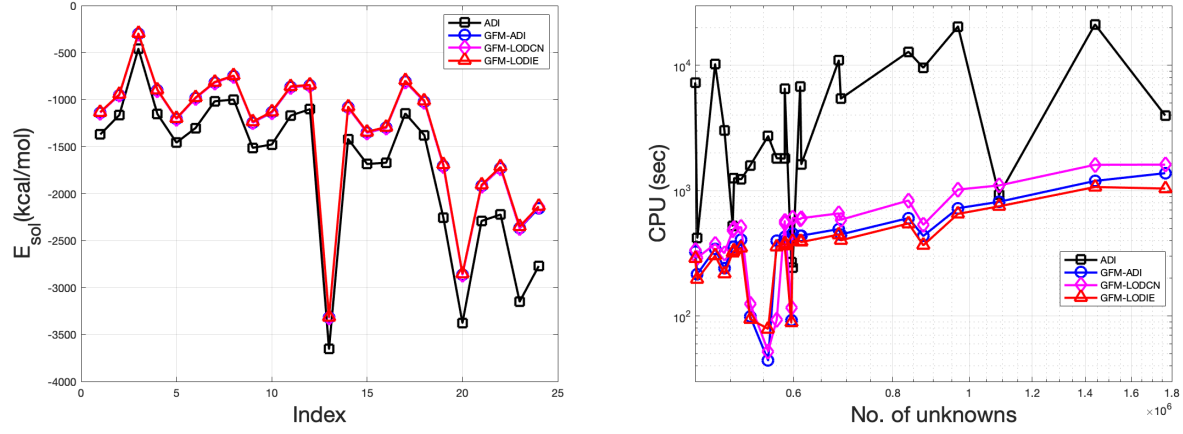 0
-500
-1000
-1500
-2000
-2500
-3000
-3500
-4000
E_sol(kcal/mol)
0 5 10 15 20 25
Index
ADI
GFM-ADI
GFM-LODCN
GFM-LODIE
10^4
10^3
10^2
CPU (sec)
0.6 0.8 1 1.2 1.4 1.6 1.8
×10^6
No. of unknowns
ADI
GFM-ADI
GFM-LODCN
GFM-LODIE